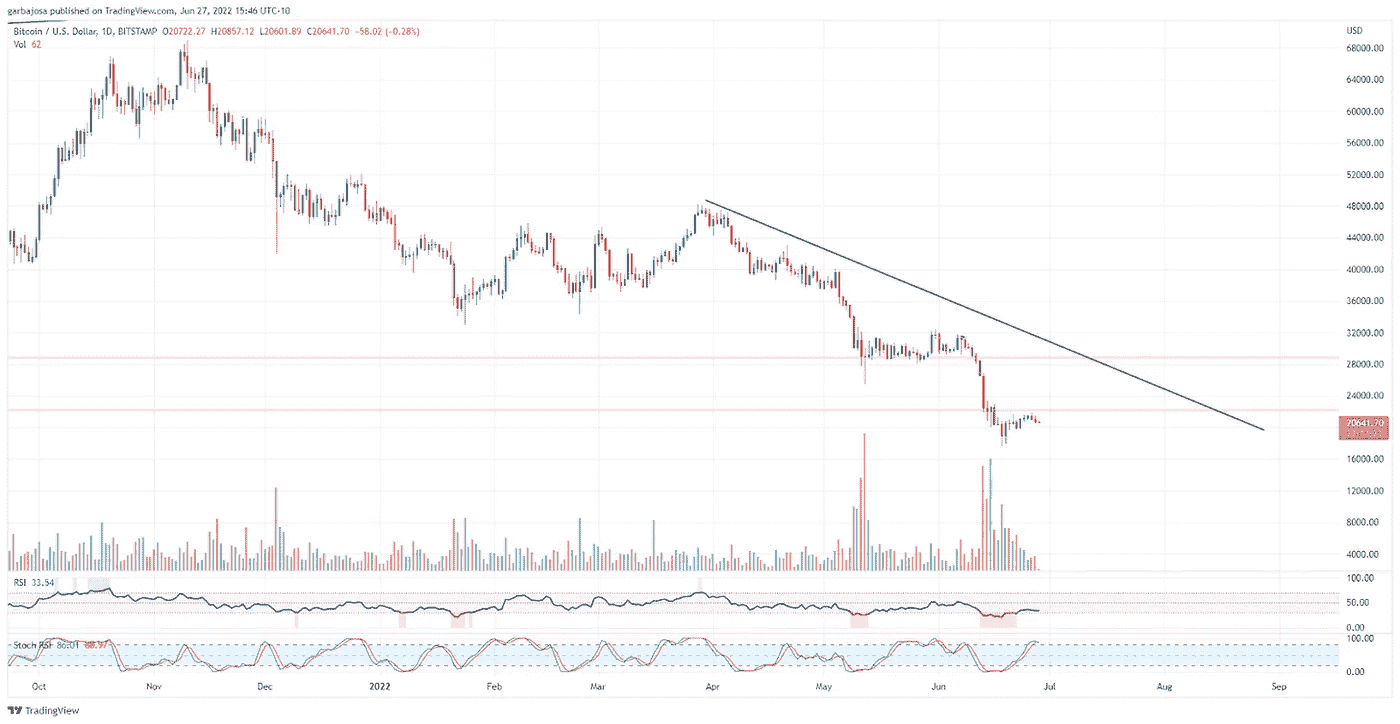 garbajosa published on TradingView.com, Jun 27, 2022 15:46 UTC-10
Bitcoin / U.S. Dollar, 1D, BITSTAMP O20722.27 H20857.12 L20601.89 C20641.70 −58.02 (−0.28%)
Vol 62
USD
68000.00
64000.00
60000.00
56000.00
52000.00
48000.00
44000.00
40000.00
36000.00
32000.00
28000.00
24000.00
20641.70
16000.00
12000.00
8000.00
4000.00
RSI 33.54
100.00
50.00
0.00
Stoch RSI 86.01
100.00
0.00
Oct Nov Dec 2022 Feb Mar Apr May Jun Jul Aug Sep
TradingView